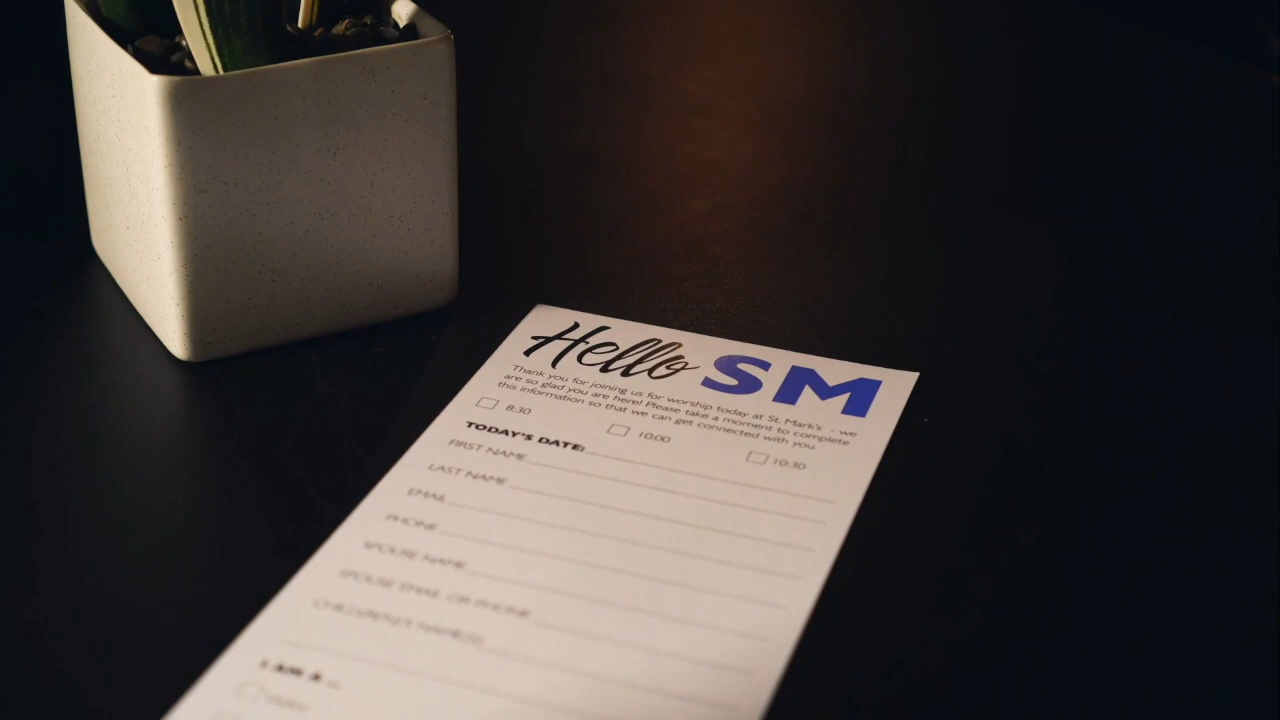 Hello SM
Thank you for joining us for worship today at St. Mark's - we
are so glad you are here! Please take a moment to complete
this information so that we can get connected with you.
8:30 10:00 10:30
TODAY'S DATE:
FIRST NAME
LAST NAME
EMAIL
PHONE
SPOUSE NAME
SPOUSE EMAIL OR PHONE
CHILDREN'S NAME(S)
I am a ...